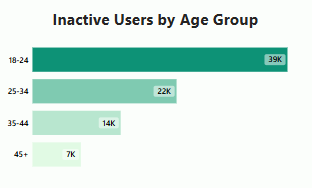 Inactive Users by Age Group
18-24 39K
25-34 22K
35-44 14K
45+ 7K